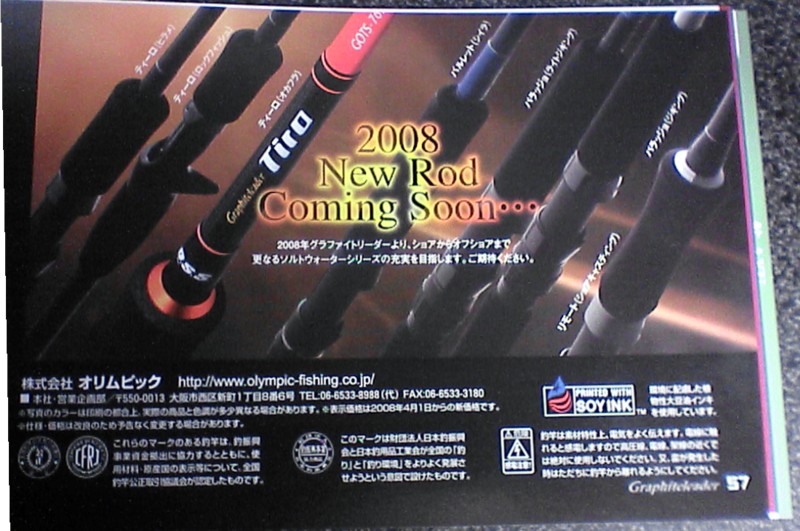 ティーロ(ヒラメ)
ティーロ(ロックフィッシュ)
ティーロ(オカフラ)
GOTS-76
バルレット(シイラ)
パラッジョ(ライトジギング)
パラッジョ(ジギング)
リモート(ショアキャスティング)
Graphiteleader Tiro
2008
New Rod
Coming Soon…
2008年グラファイトリーダーより、ショアからオフショアまで
更なるソルトウォーターシリーズの充実を目指します。ご期待ください。
株式会社 オリムピック http://www.olympic-fishing.co.jp/
■本社・営業企画部/〒550-0013 大阪市西区新町1丁目8番6号 TEL:06-6533-8988(代) FAX:06-6533-3180
※写真のカラーは印刷の都合上、実際の商品と色調が多少異なる場合があります。※表示価格は2008年4月1日からの新価格です。
※仕様・価格は改良のため予告なく変更する場合があります。
PRINTED WITH
SOY INK™
環境に配慮した植
物性大豆油インキ
を使用しています。
CFRJ
これらのマークのある釣竿は、釣振興
事業資金拠出に協力するとともに、使
用材料・原産国の表示等について、全国
釣竿公正取引協議会が認定したものです。
このマークは財団法人日本釣振興
会と日本釣用品工業会が全国の「釣
り」と「釣り環境」をよりよく発展さ
せようという意図で設けたものです。
感電注意!
釣竿は素材特性上、電気をよく伝えます。電線に触
れると感電しますので高圧線、電車、架線の近くで
は絶対に使用しないでください。又、雷が発生した
時はただちに釣竿から離れるようにしてください。
Graphiteleader 57